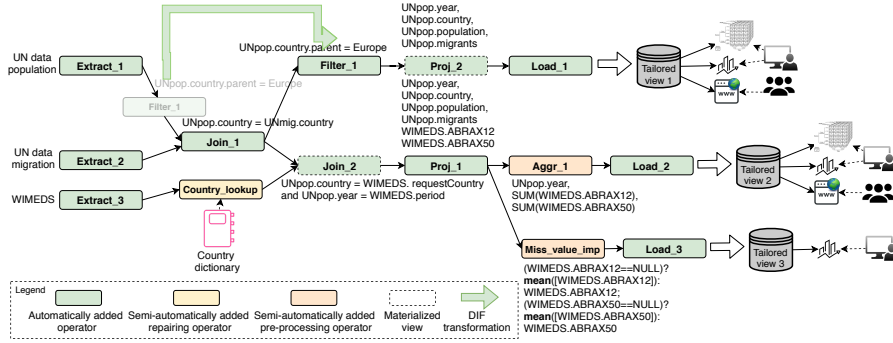 UNpop.year,
UNpop.country,
UNpop.population,
UNpop.migrants
UNpop.country.parent = Europe
UN data
population
Extract_1
Filter_1
Proj_2
Load_1
Tailored
view 1
UNpop.country.parent = Europe
Filter_1
UNpop.year,
UNpop.country,
UNpop.population,
UNpop.migrants
WIMEDS.ABRAX12
WIMEDS.ABRAX50
WWW
UNpop.country = UNmig.country
Join_1
UN data
migration
Extract_2
Join_2
Proj_1
Aggr_1
Load_2
Tailored
view 2
WWW
WIMEDS
Extract_3
Country_lookup
UNpop.country = WIMEDS. requestCountry
and UNpop.year = WIMEDS.period
UNpop.year,
SUM(WIMEDS.ABRAX12),
SUM(WIMEDS.ABRAX50)
Country
dictionary
Miss_value_imp
Load_3
Tailored
view 3
(WIMEDS.ABRAX12==NULL)?
mean([WIMEDS.ABRAX12]):
WIMEDS.ABRAX12;
(WIMEDS.ABRAX50==NULL)?
mean([WIMEDS.ABRAX50]):
WIMEDS.ABRAX50
Legend
Automatically added
operator
Semi-automatically added
repairing operator
Semi-automatically added
pre-processing operator
Materialized
view
DIF
transformation